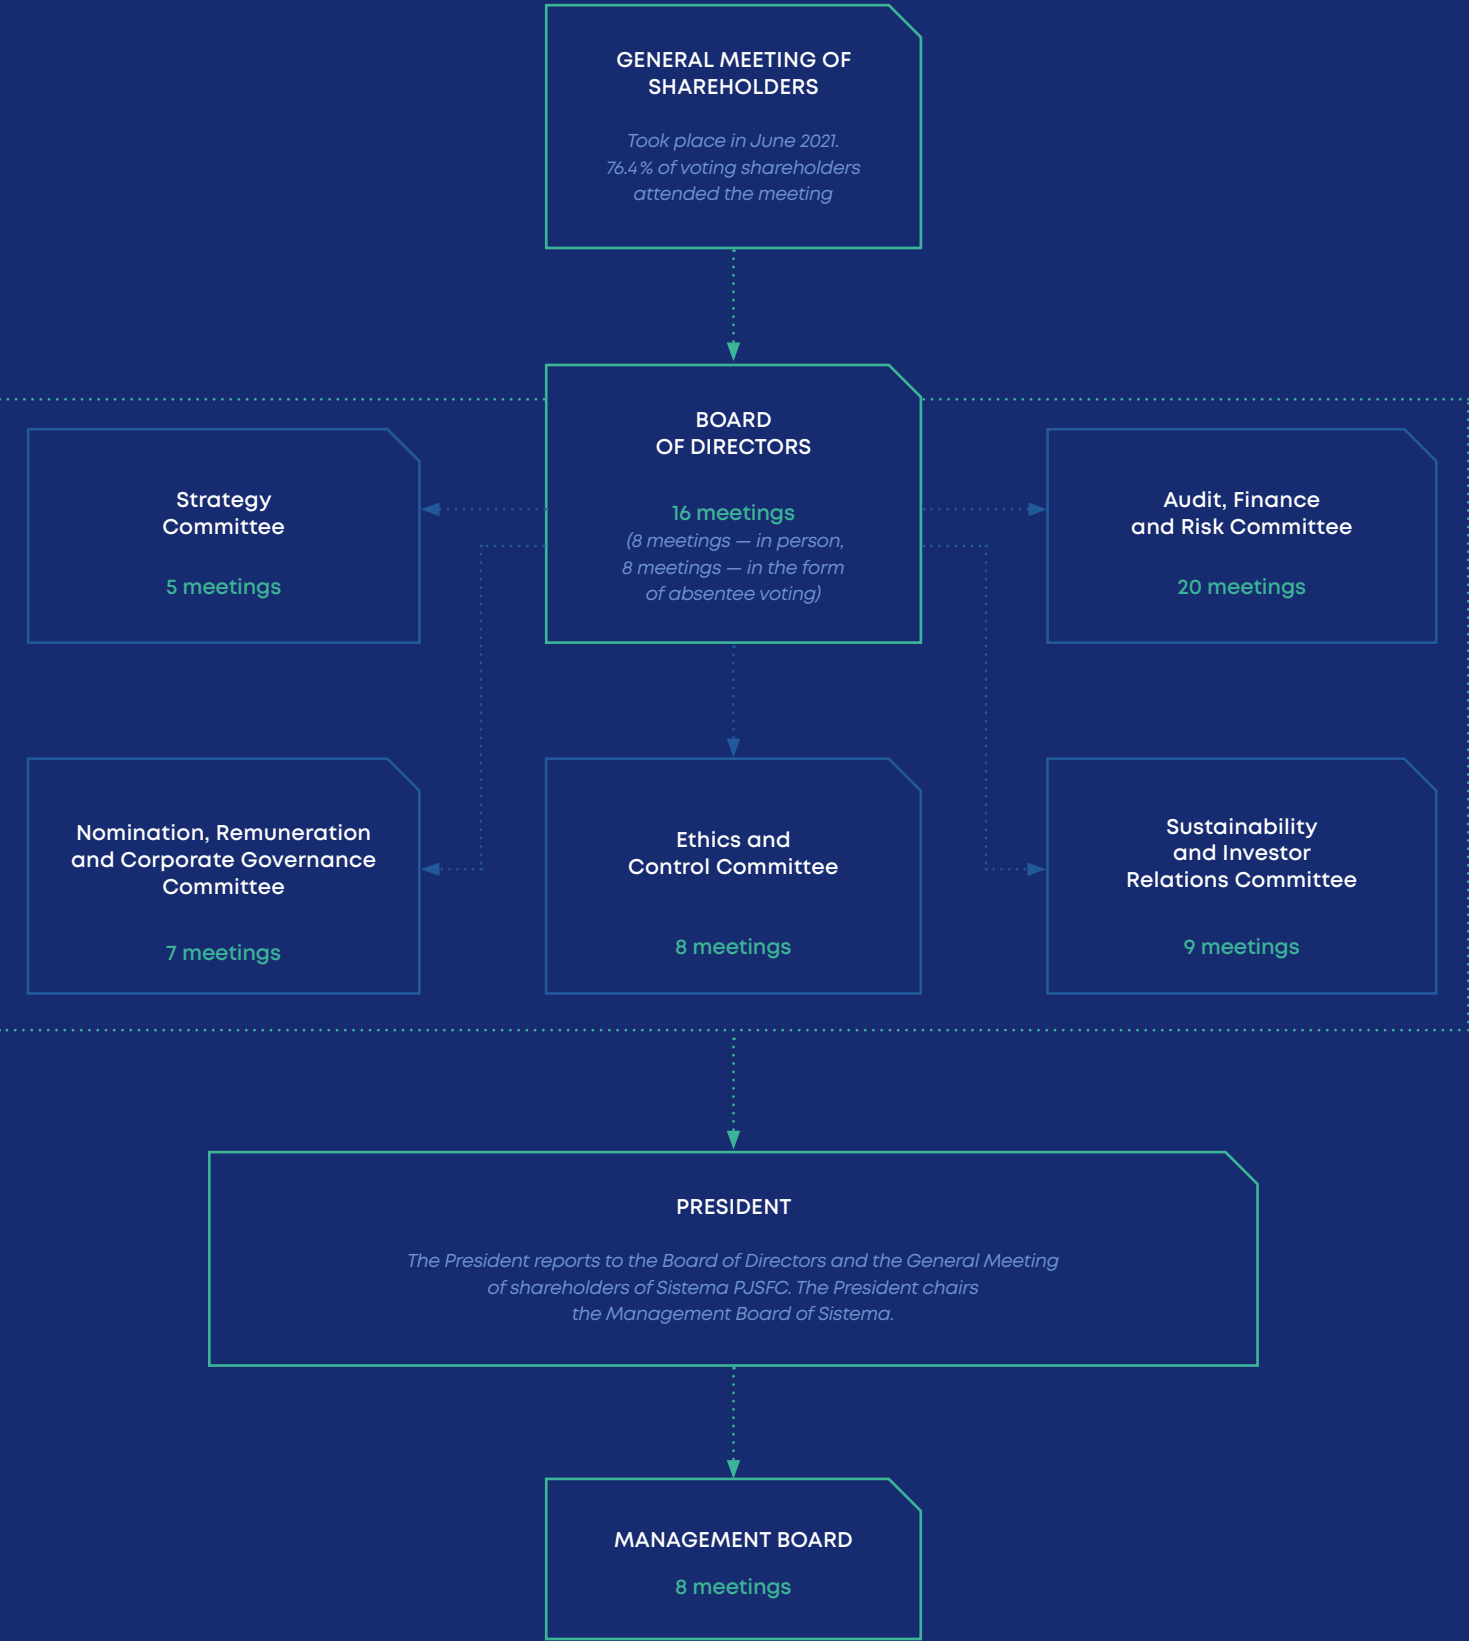 GENERAL MEETING OF
SHAREHOLDERS
Took place in June 2021.
76.4% of voting shareholders
attended the meeting
BOARD
OF DIRECTORS
16 meetings
(8 meetings — in person,
8 meetings — in the form
of absentee voting)
Strategy
Committee
5 meetings
Audit, Finance
and Risk Committee
20 meetings
Nomination, Remuneration
and Corporate Governance
Committee
7 meetings
Ethics and
Control Committee
8 meetings
Sustainability
and Investor
Relations Committee
9 meetings
PRESIDENT
The President reports to the Board of Directors and the General Meeting
of shareholders of Sistema PJSFC. The President chairs
the Management Board of Sistema.
MANAGEMENT BOARD
8 meetings